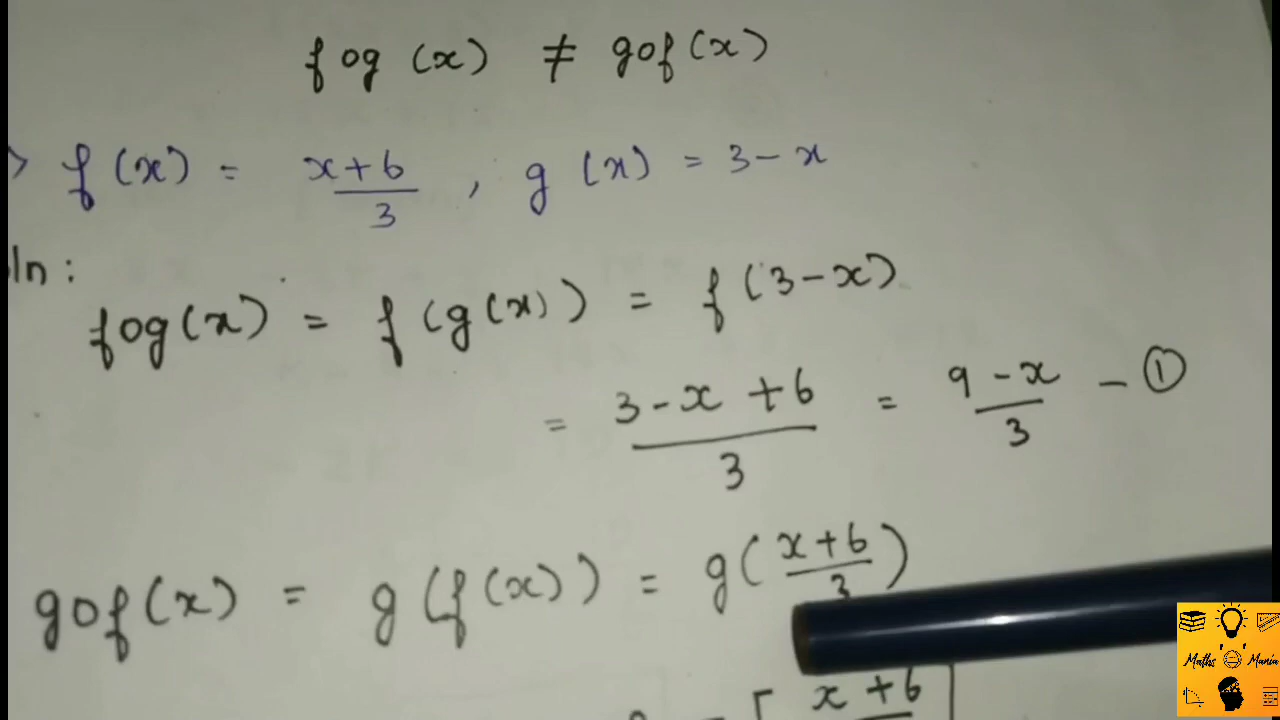 fog (x) ≠ gof(x)
f(x) = x+6/3 , g(x) = 3-x
ln :
fog(x) = f(g(x)) = f(3-x)
= 3-x+6/3 = 9-x/3 - ①
gof(x) = g(f(x)) = g(x+6/3)
[x+6]
Maths Mania